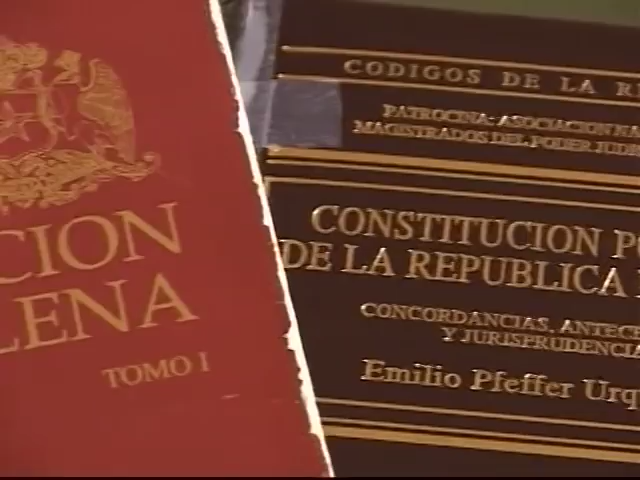 CION
LENA
TOMO I
CODIGOS DE LA R
PATROCINA: ASOCIACION NA
MAGISTRADOS DEL PODER JUDI
CONSTITUCION PO
DE LA REPUBLICA
CONCORDANCIAS, ANTECE
Y JURISPRUDENCIA
Emilio Pfeffer Urq